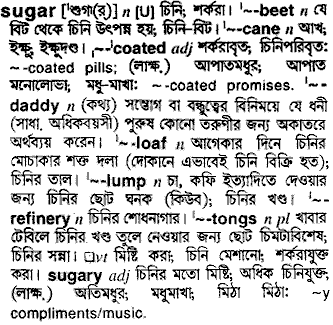 sugar ['শুগা(র্)] n [U] চিনি; শর্করা। '~-beet n যে
বিট থেকে চিনি উৎপন্ন হয়; চিনি-বিট। '~-cane n আখ;
ইক্ষু ইক্ষুদণ্ড। '~-coated adj শর্করাবৃত; চিনিপরিবৃত:
~-coated pills; (লাক্ষ.) আপাতমধুর; আপাত
মনোলোভা; মধু-মাখা: ~-coated promises. '~-
daddy n (কথ্য) সম্ভোগ বা বন্ধুত্বের বিনিময়ে যে ধনী
(সাধা. অধিকবয়সী) পুরুষ কোনো তরুণীর জন্য অকাতরে
অর্থব্যয় করেন। '~-loaf n আগেকার দিনে চিনির
মোচাকার শক্ত দলা (দোকানে এভাবেই চিনি বিক্রি হত);
চিনির তাল। '~-lump n চা, কফি ইত্যাদিতে দেওয়ার
জন্য চিনির ছোট ঘনক (কিউব); চিনির খণ্ড। '~-
refinery n চিনির শোধনাগার। '~-tongs n pl খাবার
টেবিলে চিনির খণ্ড তুলে নেওয়ার জন্য ছোট চিমটাবিশেষ;
চিনির সন্না। □vt মিষ্টি করা; চিনি মেশানো; শর্করাযুক্ত
করা। sugary adj চিনির মতো মিষ্টি, অধিক চিনিযুক্ত;
(লাক্ষ.) অতিমধুর, মধুমাখা; মিঠা মিঠা: ~y
compliments/music.